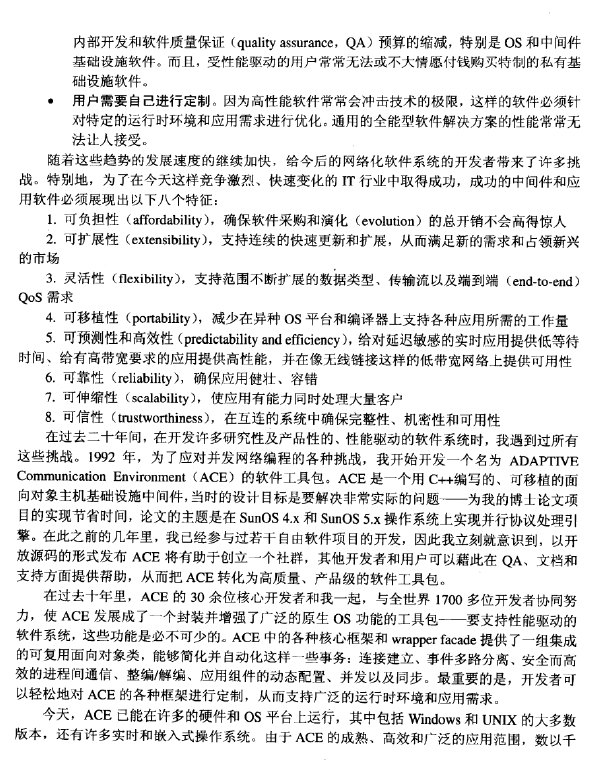 内部开发和软件质量保证（quality assurance，QA）预算的缩减，特别是 OS 和中间件
基础设施软件。而且，受性能驱动的用户常常无法或不大情愿付钱购买特制的私有基
础设施软件。
● 用户需要自己进行定制。因为高性能软件常常会冲击技术的极限，这样的软件必须针
对特定的运行时环境和应用需求进行优化。通用的全能型软件解决方案的性能常常无
法让人接受。
随着这些趋势的发展速度的继续加快，给今后的网络化软件系统的开发者带来了许多挑
战。特别地，为了在今天这样竞争激烈、快速变化的 IT 行业中取得成功，成功的中间件和应
用软件必须展现出以下八个特征：
1. 可负担性（affordability），确保软件采购和演化（evolution）的总开销不会高得惊人
2. 可扩展性（extensibility），支持连续的快速更新和扩展，从而满足新的需求和占领新兴
的市场
3. 灵活性（flexibility），支持范围不断扩展的数据类型、传输流以及端到端（end-to-end）
QoS 需求
4. 可移植性（portability），减少在异种 OS 平台和编译器上支持各种应用所需的工作量
5. 可预测性和高效性（predictability and efficiency），给对延迟敏感的实时应用提供低等待
时间、给有高带宽要求的应用提供高性能，并在像无线链接这样的低带宽网络上提供可用性
6. 可靠性（reliability），确保应用健壮、容错
7. 可伸缩性（scalability），使应用有能力同时处理大量客户
8. 可信性（trustworthiness），在互连的系统中确保完整性、机密性和可用性
在过去二十年间，在开发许多研究性及产品性的、性能驱动的软件系统时，我遇到过所有
这些挑战。1992 年，为了应对并发网络编程的各种挑战，我开始开发一个名为 ADAPTIVE
Communication Environment（ACE）的软件工具包。ACE 是一个用 C++编写的、可移植的面
向对象主机基础设施中间件，当时的设计目标是要解决非常实际的问题——为我的博士论文项
目的实现节省时间，论文的主题是在 SunOS 4.x 和 SunOS 5.x 操作系统上实现并行协议处理引
擎。在此之前的几年里，我已经参与过若干自由软件项目的开发，因此我立刻就意识到，以开
放源码的形式发布 ACE 将有助于创立一个社群，其他开发者和用户可以藉此在 QA、文档和
支持方面提供帮助，从而把 ACE 转化为高质量、产品级的软件工具包。
在过去十年里，ACE 的 30 余位核心开发者和我一起，与全世界 1700 多位开发者协同努
力，使 ACE 发展成了一个封装并增强了广泛的原生 OS 功能的工具包——要支持性能驱动的
软件系统，这些功能是必不可少的。ACE 中的各种核心框架和 wrapper facade 提供了一组集成
的可复用面向对象类，能够简化并自动化这样一些事务：连接建立、事件多路分离、安全而高
效的进程间通信、整编/解编、应用组件的动态配置、并发以及同步。最重要的是，开发者可
以轻松地对 ACE 的各种框架进行定制，从而支持广泛的运行时环境和应用需求。
今天，ACE 已能在许多的硬件和 OS 平台上运行，其中包括 Windows 和 UNIX 的大多数
版本，还有许多实时和嵌入式操作系统。由于 ACE 的成熟、高效和广泛的应用范围，数以千